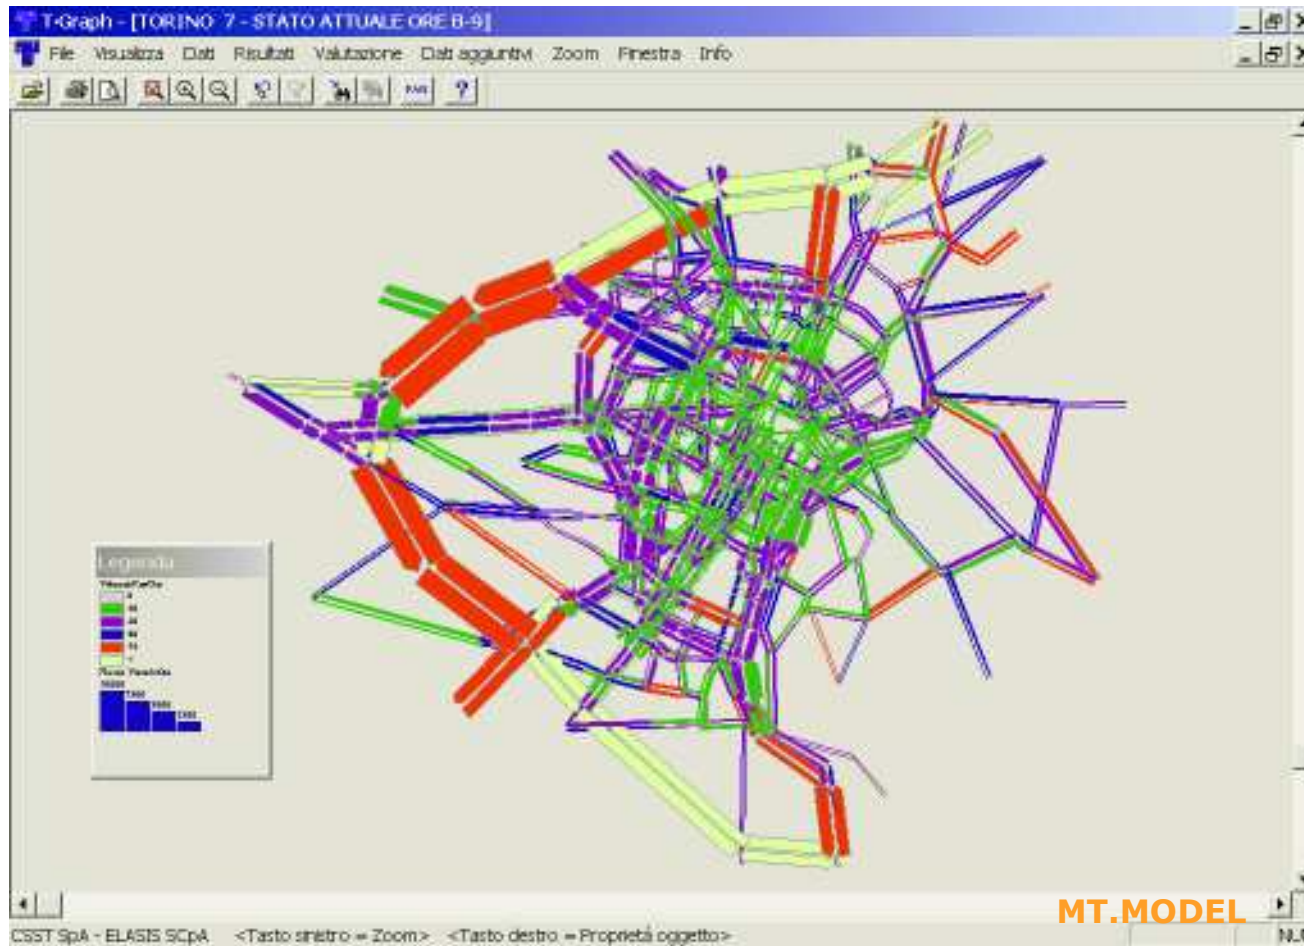 T·Graph - [TORINO 7 - STATO ATTUALE ORE 8-9]
File Visualizza Dati Risultati Valutazione Dati aggiuntivi Zoom Finestra Info
Legenda
MT.MODEL
CSST SpA - ELASIS SCpA <Tasto sinistro = Zoom> <Tasto destro = Proprietà oggetto>